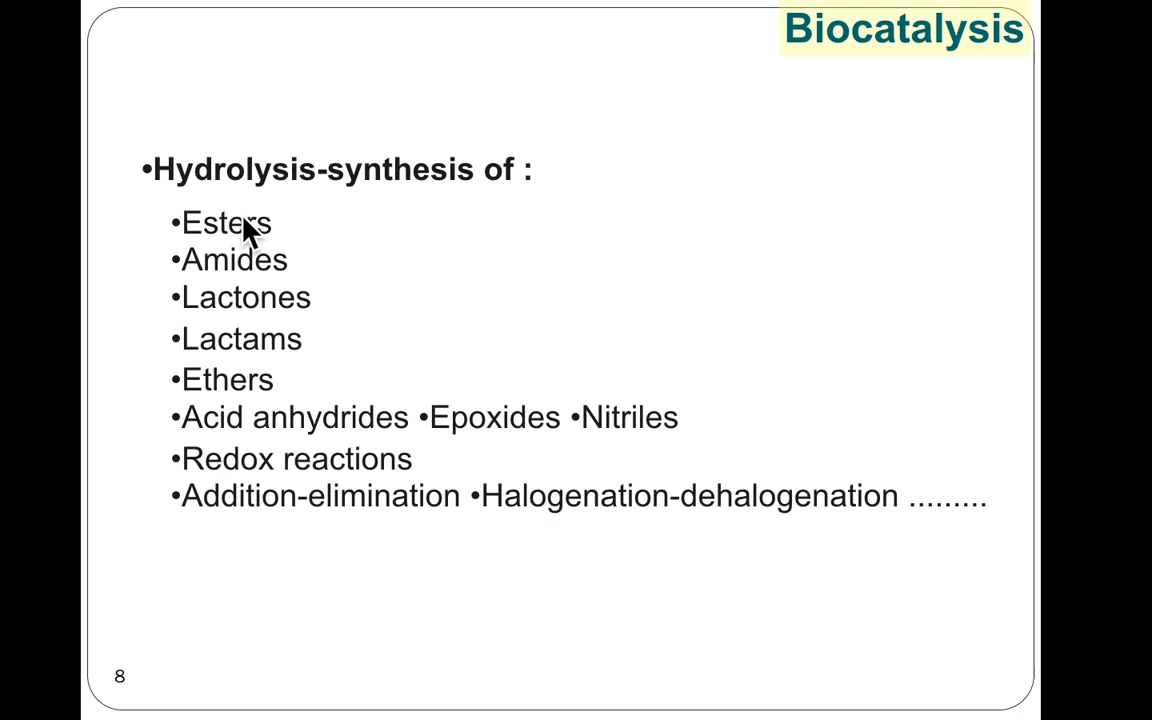 Biocatalysis
•Hydrolysis-synthesis of :
•Esters
•Amides
•Lactones
•Lactams
•Ethers
•Acid anhydrides •Epoxides •Nitriles
•Redox reactions
•Addition-elimination •Halogenation-dehalogenation .........
8